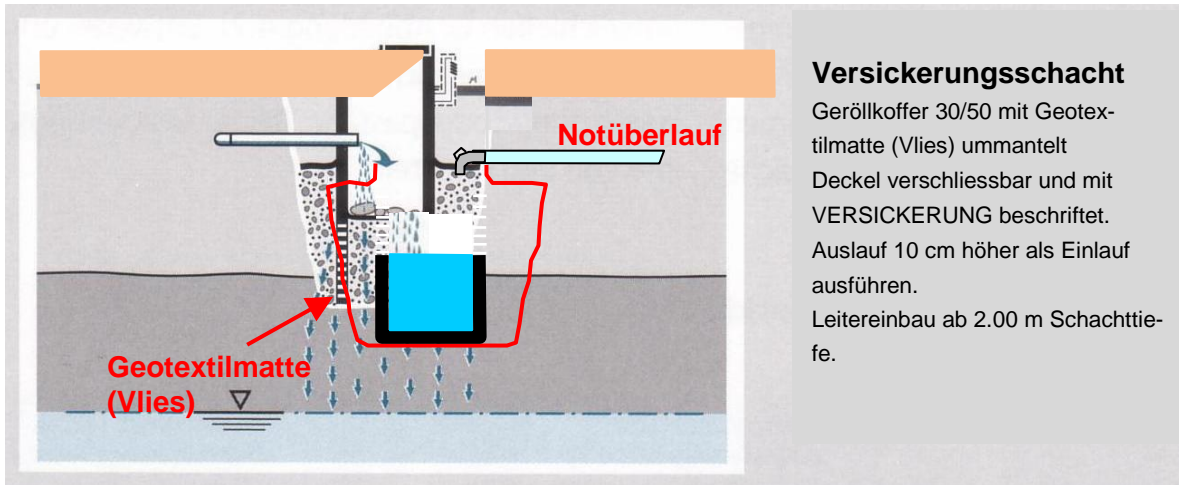 Notüberlauf
Geotextilmatte
(Vlies)
Versickerungsschacht
Geröllkoffer 30/50 mit Geotex-
tilmatte (Vlies) ummantelt
Deckel verschliessbar und mit
VERSICKERUNG beschriftet.
Auslauf 10 cm höher als Einlauf
ausführen.
Leitereinbau ab 2.00 m Schachttie-
fe.